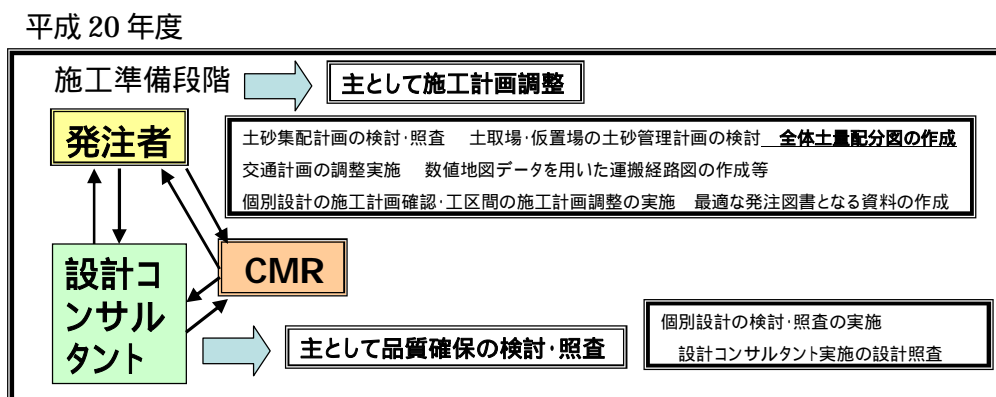 平成 20 年度
施工準備段階
主として施工計画調整
発注者
土砂集配計画の検討･照査　土取場･仮置場の土砂管理計画の検討　全体土量配分図の作成
交通計画の調整実施　数値地図データを用いた運搬経路図の作成等
個別設計の施工計画確認･工区間の施工計画調整の実施　最適な発注図書となる資料の作成
設計コ
ンサル
タント
CMR
主として品質確保の検討･照査
個別設計の検討･照査の実施
設計コンサルタント実施の設計照査